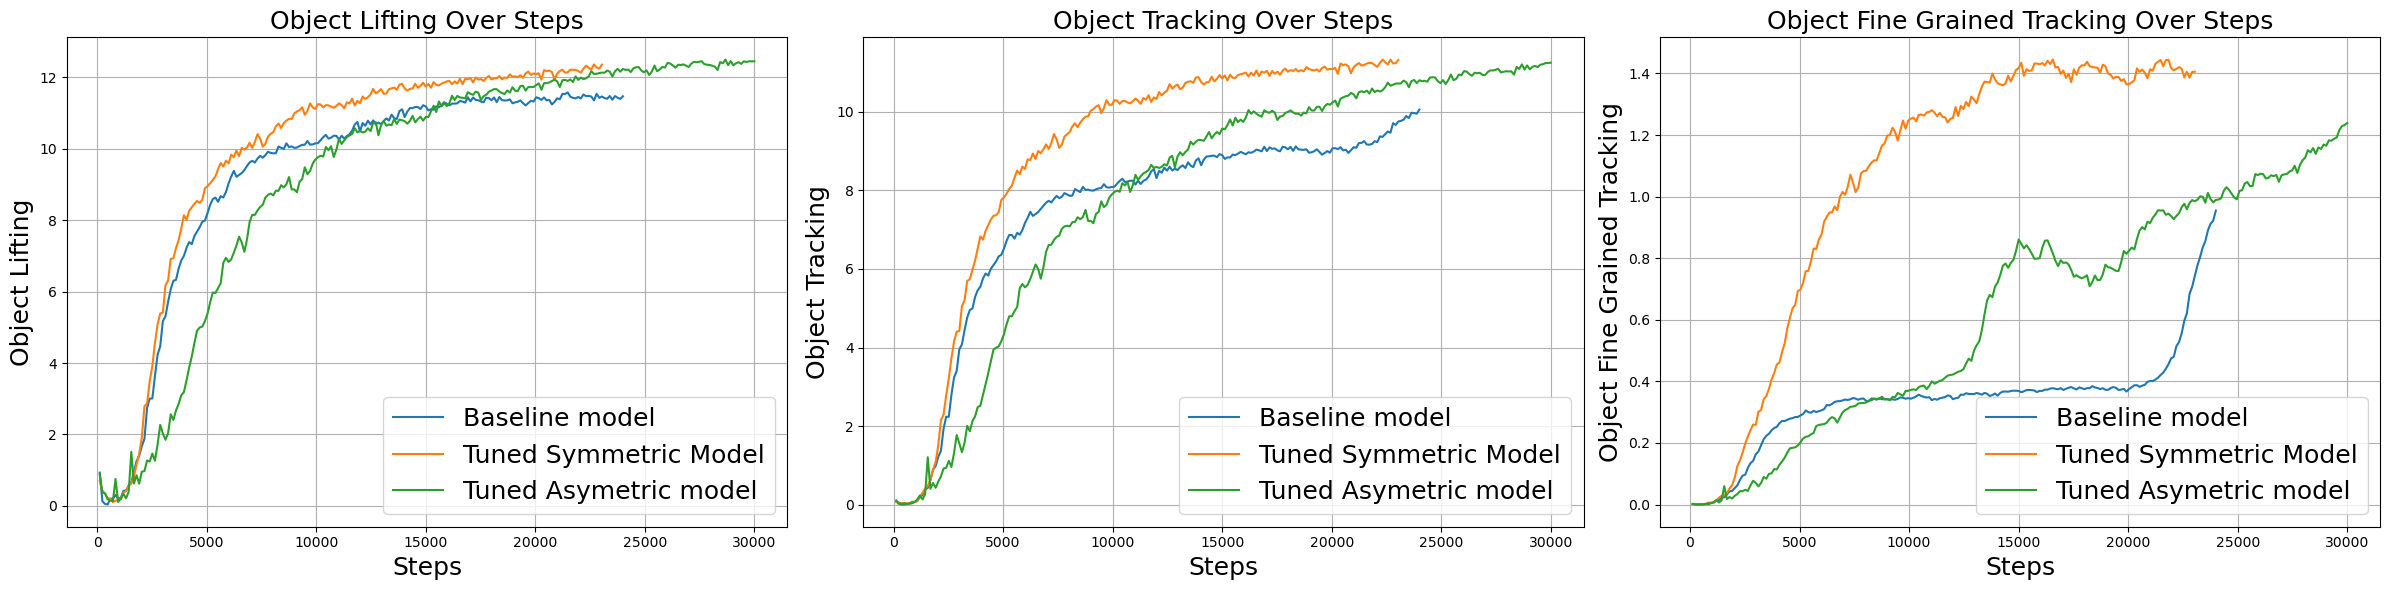 Object Lifting Over Steps
Object Lifting
12
10
8
6
4
2
0
0 5000 10000 15000 20000 25000 30000
Steps
Baseline model
Tuned Symmetric Model
Tuned Asymetric model
Object Tracking Over Steps
Object Tracking
10
8
6
4
2
0
0 5000 10000 15000 20000 25000 30000
Steps
Baseline model
Tuned Symmetric Model
Tuned Asymetric model
Object Fine Grained Tracking Over Steps
Object Fine Grained Tracking
1.4
1.2
1.0
0.8
0.6
0.4
0.2
0.0
0 5000 10000 15000 20000 25000 30000
Steps
Baseline model
Tuned Symmetric Model
Tuned Asymetric model